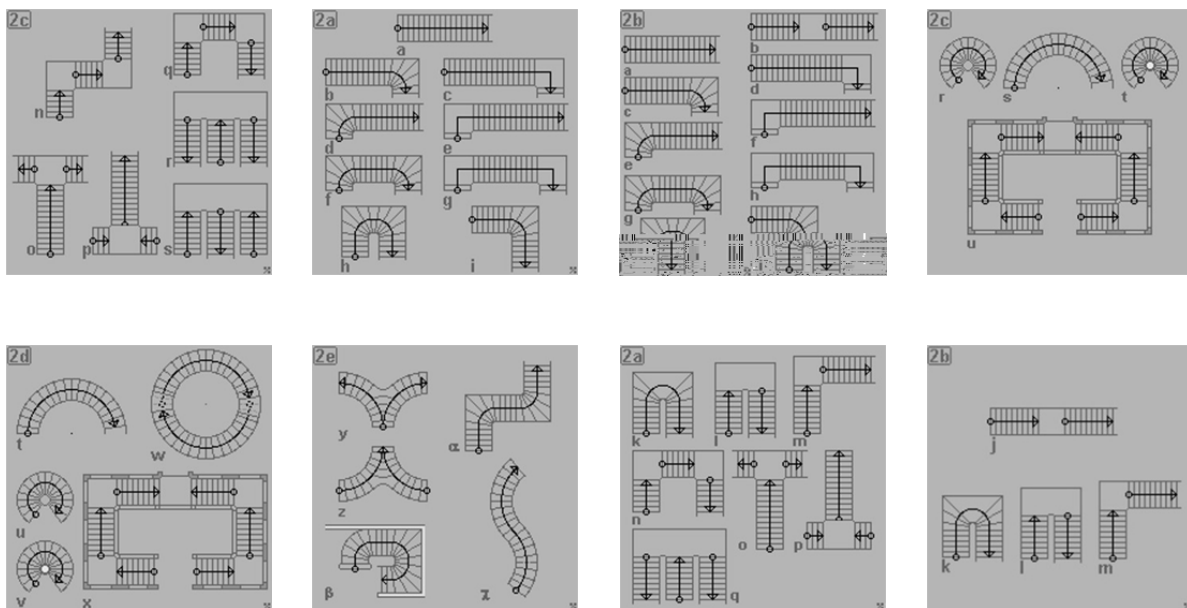 2c
q
n
r
o p s
2a
a
b c
d e
f g
h i
2b
b
a
d
c
f
e
h
g
2c
r s t
u
2d
t w
u
v x
2e
y α
z
β χ
2a
k l m
n o p
q
2b
j
k l m